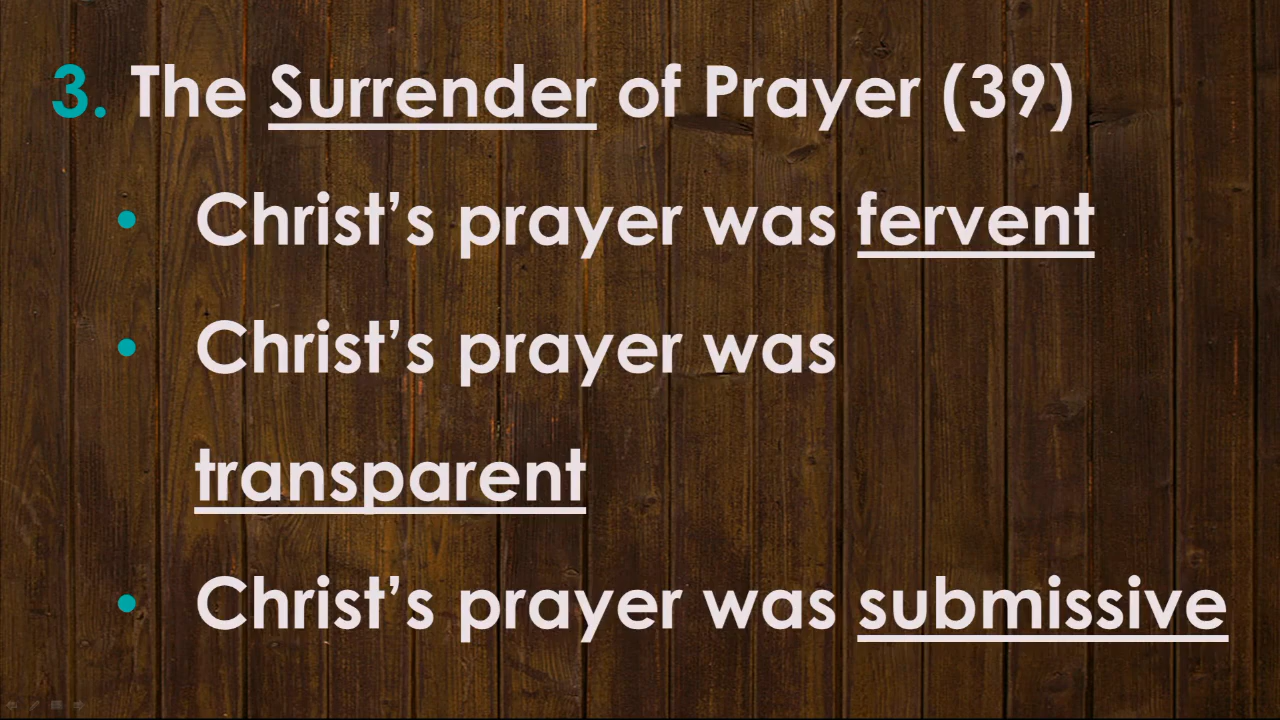 3. The Surrender of Prayer (39)
• Christ’s prayer was fervent
• Christ’s prayer was
transparent
• Christ’s prayer was submissive